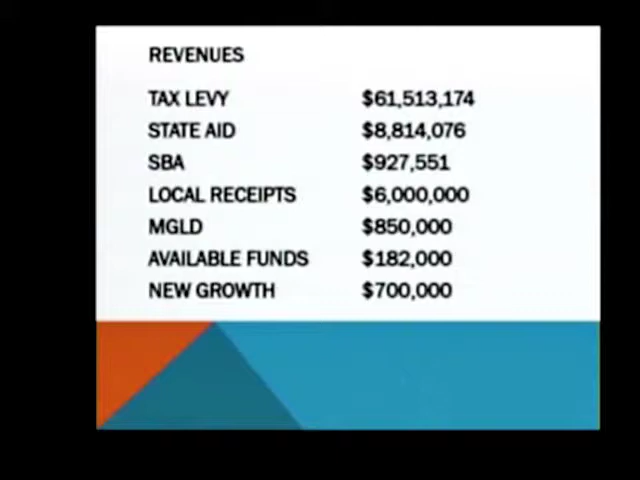 REVENUES
TAX LEVY $61,513,174
STATE AID $8,814,076
SBA $927,551
LOCAL RECEIPTS $6,000,000
MGLD $850,000
AVAILABLE FUNDS $182,000
NEW GROWTH $700,000